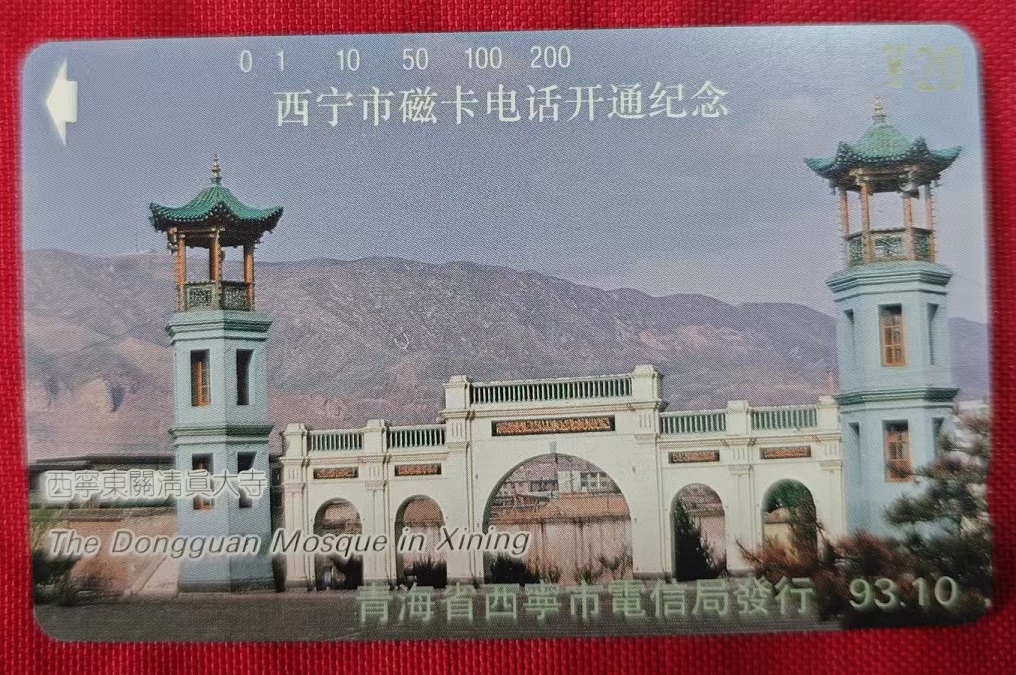 ¥20
0 1 10 50 100 200
西宁市磁卡电话开通纪念
西寧東關清真大寺
The Dongguan Mosque in Xining
青海省西寧市電信局發行 93.10